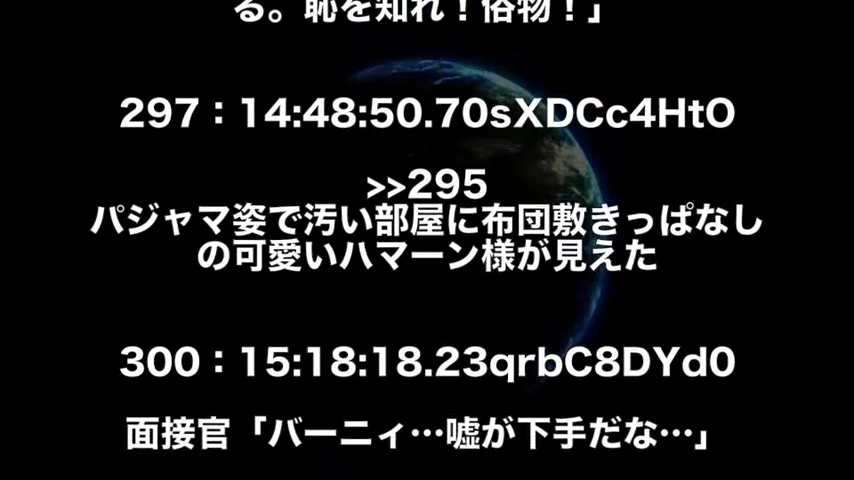 る。恥を知れ！俗物！」
297：14:48:50.70sXDCc4HtO
>>295
パジャマ姿で汚い部屋に布団敷きっぱなし
の可愛いハマーン様が見えた
300：15:18:18.23qrbC8DYd0
面接官「バーニィ…嘘が下手だな…」